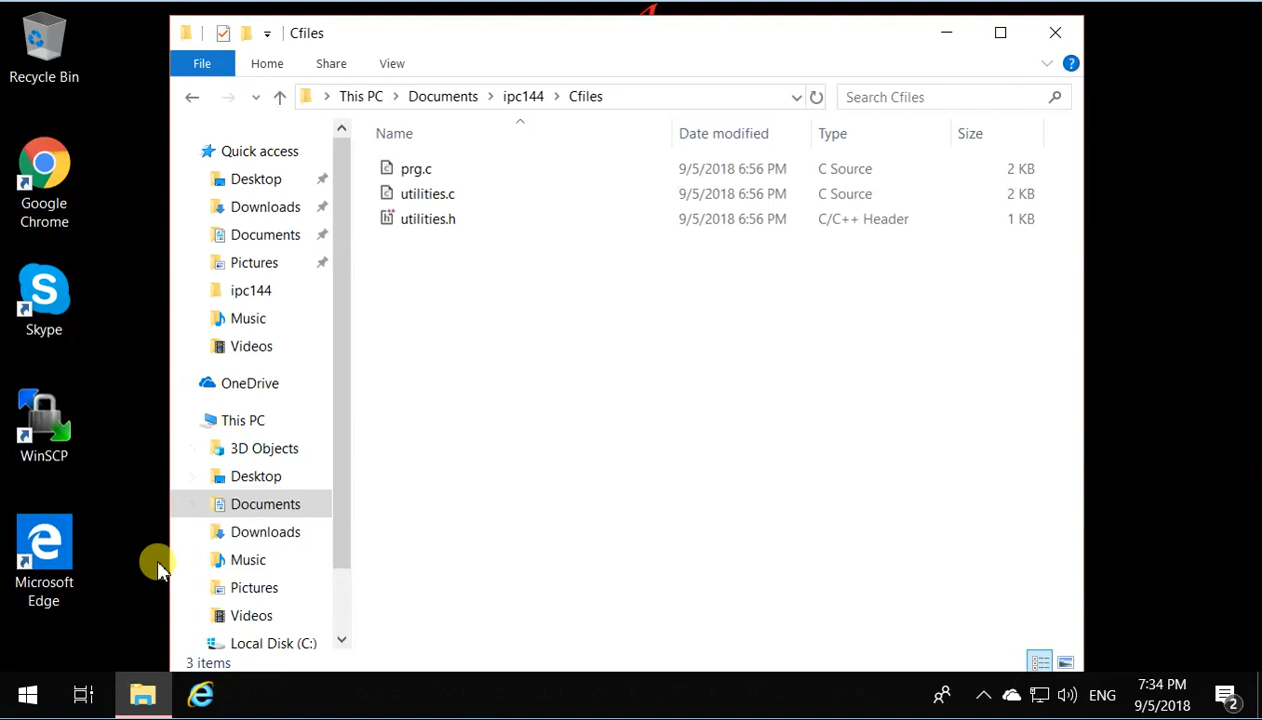 Recycle Bin
Google
Chrome
Skype
WinSCP
Microsoft
Edge
Cfiles
File Home Share View
This PC Documents ipc144 Cfiles
Search Cfiles
Name Date modified Type Size
prg.c 9/5/2018 6:56 PM C Source 2 KB
utilities.c 9/5/2018 6:56 PM C Source 2 KB
utilities.h 9/5/2018 6:56 PM C/C++ Header 1 KB
Quick access
Desktop
Downloads
Documents
Pictures
ipc144
Music
Videos
OneDrive
This PC
3D Objects
Desktop
Documents
Downloads
Music
Pictures
Videos
Local Disk (C:)
3 items
ENG
7:34 PM
9/5/2018
2